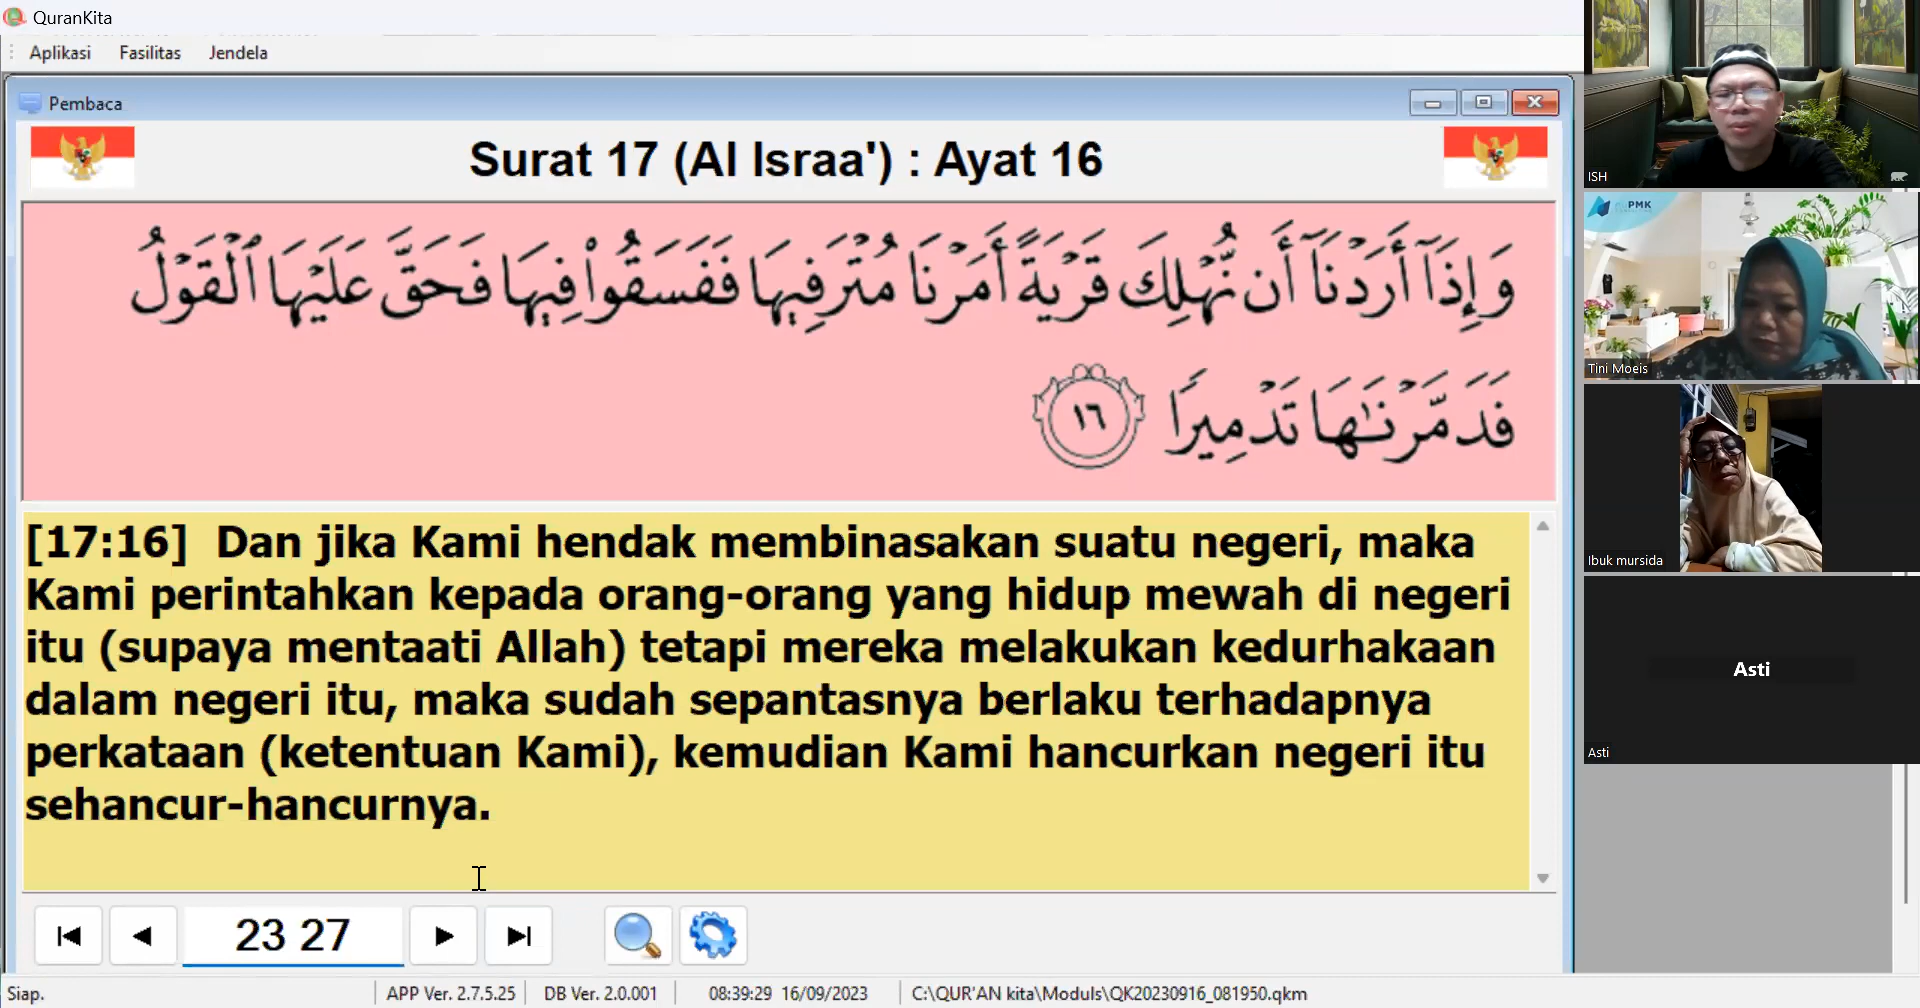 QuranKita
Aplikasi Fasilitas Jendela
Pembaca
Surat 17 (Al Israa') : Ayat 16
وَإِذَآ أَرَدْنَآ أَن نُّهْلِكَ قَرْيَةً أَمَرْنَا مُتْرَفِيهَا فَفَسَقُوا۟ فِيهَا فَحَقَّ عَلَيْهَا ٱلْقَوْلُ
فَدَمَّرْنَٰهَا تَدْمِيرًا ١٦
[17:16] Dan jika Kami hendak membinasakan suatu negeri, maka
Kami perintahkan kepada orang-orang yang hidup mewah di negeri
itu (supaya mentaati Allah) tetapi mereka melakukan kedurhakaan
dalam negeri itu, maka sudah sepantasnya berlaku terhadapnya
perkataan (ketentuan Kami), kemudian Kami hancurkan negeri itu
sehancur-hancurnya.
23 27
Siap. APP Ver. 2.7.5.25 DB Ver. 2.0.001 08:39:29 16/09/2023 C:\QUR'AN kita\Moduls\QK20230916_081950.qkm
ISH
PMK
Tini Moeis
Ibuk mursida
Asti
Asti